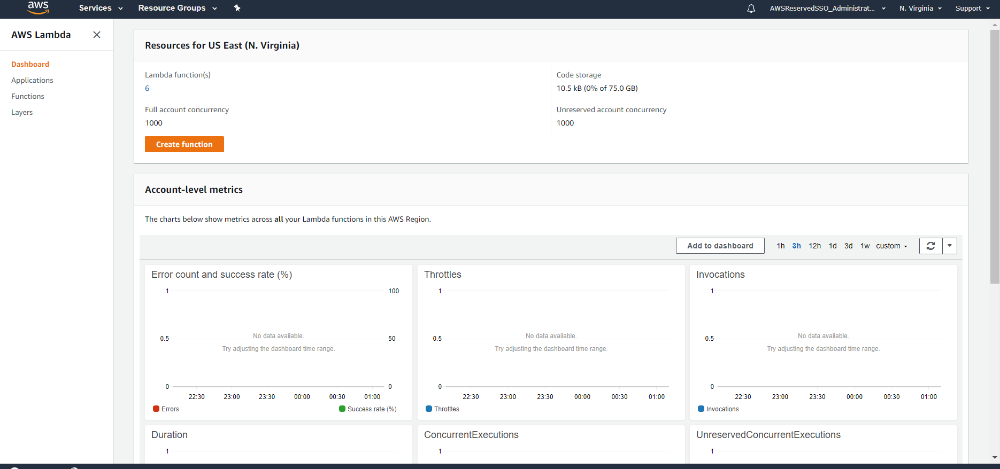 aws
Services
Resource Groups
AWSReservedSSO_Administrat...
N. Virginia
Support
AWS Lambda
Dashboard
Applications
Functions
Layers
Resources for US East (N. Virginia)
Lambda function(s)
6
Code storage
10.5 kB (0% of 75.0 GB)
Full account concurrency
1000
Unreserved account concurrency
1000
Create function
Account-level metrics
The charts below show metrics across all your Lambda functions in this AWS Region.
Add to dashboard
1h 3h 12h 1d 3d 1w custom
Error count and success rate (%)
1
100
0.5
50
No data available.
Try adjusting the dashboard time range.
0
0
22:30 23:00 23:30 00:00 00:30 01:00
Errors
Success rate (%)
Throttles
1
0.5
No data available.
Try adjusting the dashboard time range.
0
22:30 23:00 23:30 00:00 00:30 01:00
Throttles
Invocations
1
0.5
No data available.
Try adjusting the dashboard time range.
0
22:30 23:00 23:30 00:00 00:30 01:00
Invocations
Duration
1
ConcurrentExecutions
1
UnreservedConcurrentExecutions
1